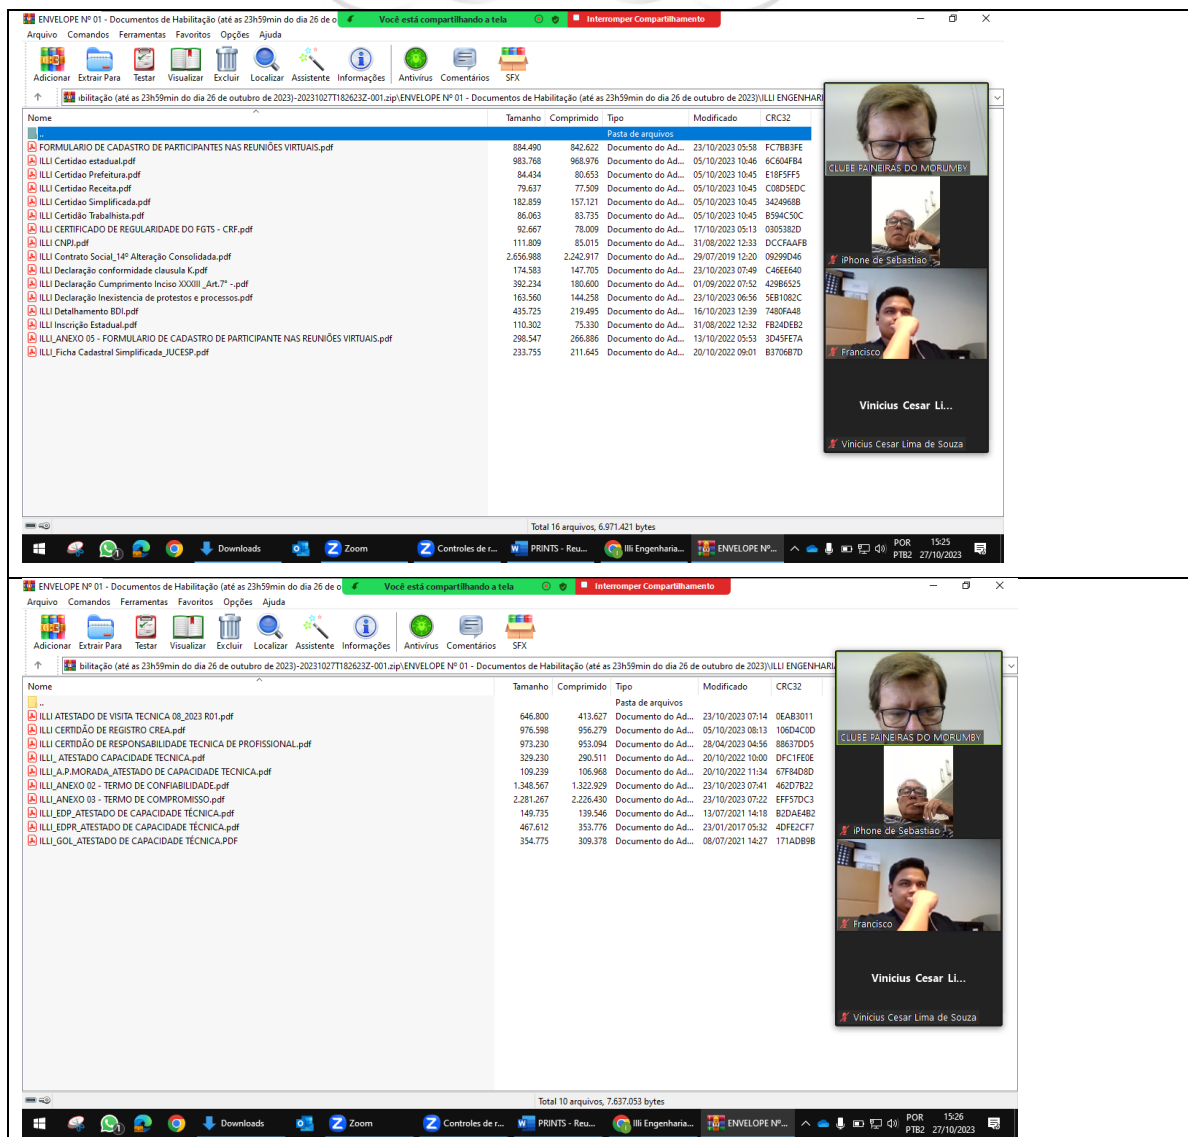 ENVELOPE Nº 01 - Documentos de Habilitação (até as 23h59min do dia 26 de o
Você está compartilhando a tela
Interromper Compartilhamento
Arquivo Comandos Ferramentas Favoritos Opções Ajuda
Adicionar Extrair Para Testar Visualizar Excluir Localizar Assistente Informações Antivírus Comentários SFX
ibilitação (até as 23h59min do dia 26 de outubro de 2023)-20231027T182623Z-001.zip\ENVELOPE Nº 01 - Documentos de Habilitação (até as 23h59min do dia 26 de outubro de 2023)\ILLI ENGENHARI
Nome Tamanho Comprimido Tipo Modificado CRC32
.. Pasta de arquivos
FORMULARIO DE CADASTRO DE PARTICIPANTES NAS REUNIÕES VIRTUAIS.pdf 884.490 842.622 Documento do Ad... 23/10/2023 05:58 FC7BB3FE
ILLI Certidao estadual.pdf 983.768 968.976 Documento do Ad... 05/10/2023 10:46 6C604FB4
ILLI Certidao Prefeitura.pdf 84.434 80.653 Documento do Ad... 05/10/2023 10:45 E18F5FF5
ILLI Certidao Receita.pdf 79.637 77.509 Documento do Ad... 05/10/2023 10:45 C08D5EDC
ILLI Certidao Simplificada.pdf 182.859 157.121 Documento do Ad... 05/10/2023 10:45 3424968B
ILLI Certidão Trabalhista.pdf 86.063 83.735 Documento do Ad... 05/10/2023 10:45 B594C50C
ILLI CERTIFICADO DE REGULARIDADE DO FGTS - CRF.pdf 92.667 78.009 Documento do Ad... 17/10/2023 05:13 0305382D
ILLI CNPJ.pdf 111.809 85.015 Documento do Ad... 31/08/2022 12:33 DCCFAAFB
ILLI Contrato Social_14º Alteração Consolidada.pdf 2.656.988 2.242.917 Documento do Ad... 29/07/2019 12:20 09299D46
ILLI Declaração conformidade clausula K.pdf 174.583 147.705 Documento do Ad... 23/10/2023 07:49 C46EE640
ILLI Declaração Cumprimento Inciso XXXIII _Art.7° -.pdf 392.234 180.600 Documento do Ad... 01/09/2022 07:52 429B6525
ILLI Declaração Inexistencia de protestos e processos.pdf 163.560 144.258 Documento do Ad... 23/10/2023 06:56 5EB1082C
ILLI Detalhamento BDI.pdf 435.725 219.495 Documento do Ad... 16/10/2023 12:39 7480FA48
ILLI Inscrição Estadual.pdf 110.302 75.330 Documento do Ad... 31/08/2022 12:32 FB24DEB2
ILLI_ANEXO 05 - FORMULARIO DE CADASTRO DE PARTICIPANTE NAS REUNIÕES VIRTUAIS.pdf 298.547 266.886 Documento do Ad... 13/10/2022 05:53 3D45FE7A
ILLI_Ficha Cadastral Simplificada_JUCESP.pdf 233.755 211.645 Documento do Ad... 20/10/2022 09:01 B3706B7D
CLUBE PAINEIRAS DO MORUMBY
iPhone de Sebastiao
Francisco
Vinicius Cesar Li...
Vinicius Cesar Lima de Souza
Total 16 arquivos, 6.971.421 bytes
1 Downloads Zoom Controles de r... PRINTS - Reu... Illi Engenharia... ENVELOPE Nº... POR 15:25
PTB2 27/10/2023
ENVELOPE Nº 01 - Documentos de Habilitação (até as 23h59min do dia 26 de o
Você está compartilhando a tela
Interromper Compartilhamento
Arquivo Comandos Ferramentas Favoritos Opções Ajuda
Adicionar Extrair Para Testar Visualizar Excluir Localizar Assistente Informações Antivírus Comentários SFX
bilitação (até as 23h59min do dia 26 de outubro de 2023)-20231027T182623Z-001.zip\ENVELOPE Nº 01 - Documentos de Habilitação (até as 23h59min do dia 26 de outubro de 2023)\ILLI ENGENHARI
Nome Tamanho Comprimido Tipo Modificado CRC32
.. Pasta de arquivos
ILLI ATESTADO DE VISITA TECNICA 08_2023 R01.pdf 646.800 413.627 Documento do Ad... 23/10/2023 07:14 0EAB3011
ILLI CERTIDÃO DE REGISTRO CREA.pdf 976.598 956.279 Documento do Ad... 05/10/2023 08:13 106D4C0D
ILLI CERTIDÃO DE RESPONSABILIDADE TECNICA DE PROFISSIONAL.pdf 973.230 953.094 Documento do Ad... 28/04/2023 04:56 88637DD5
ILLI_ ATESTADO CAPACIDADE TECNICA.pdf 329.230 290.511 Documento do Ad... 20/10/2022 10:00 DFC1FE0E
ILLI_A.P.MORADA_ATESTADO DE CAPACIDADE TECNICA.pdf 109.239 106.968 Documento do Ad... 20/10/2022 11:34 67F84D8D
ILLI_ANEXO 02 - TERMO DE CONFIABILIDADE.pdf 1.348.567 1.322.929 Documento do Ad... 23/10/2023 07:41 462D7B22
ILLI_ANEXO 03 - TERMO DE COMPROMISSO.pdf 2.281.267 2.226.430 Documento do Ad... 23/10/2023 07:22 EFF57DC3
ILLI_EDP_ATESTADO DE CAPACIDADE TÉCNICA.pdf 149.735 139.546 Documento do Ad... 13/07/2021 14:18 B2DAE4B2
ILLI_EDPR_ATESTADO DE CAPACIDADE TÉCNICA.pdf 467.612 353.776 Documento do Ad... 23/01/2017 05:32 4DFE2CF7
ILLI_GOL_ATESTADO DE CAPACIDADE TÉCNICA.PDF 354.775 309.378 Documento do Ad... 08/07/2021 14:27 171ADB9B
CLUBE PAINEIRAS DO MORUMBY
iPhone de Sebastiao
Francisco
Vinicius Cesar Li...
Vinicius Cesar Lima de Souza
Total 10 arquivos, 7.637.053 bytes
1 Downloads Zoom Controles de r... PRINTS - Reu... Illi Engenharia... ENVELOPE Nº... POR 15:26
PTB2 27/10/2023